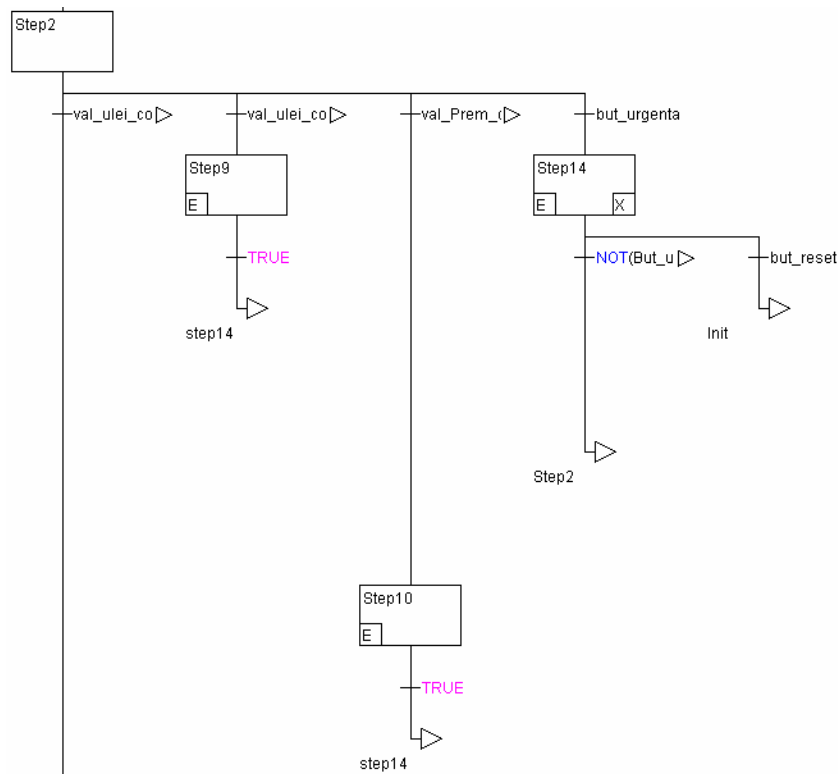 Step2
val_ulei_co
val_ulei_co
val_Prem_(
but_urgenta
Step9
E
Step14
E
X
TRUE
NOT(But_u
but_reset
step14
Init
Step2
Step10
E
TRUE
step14